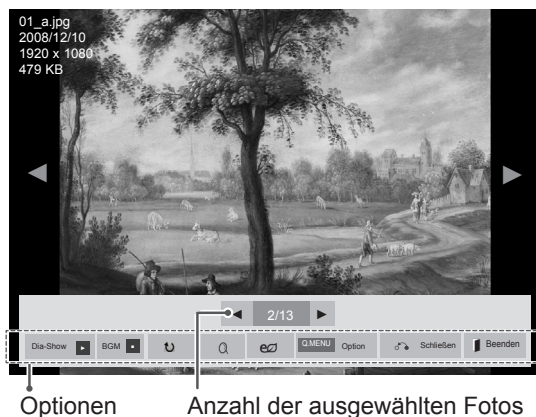 01_a.jpg
2008/12/10
1920 x 1080
479 KB
2/13
Dia-Show BGM Q.MENU Option Schließen Beenden
Optionen Anzahl der ausgewählten Fotos